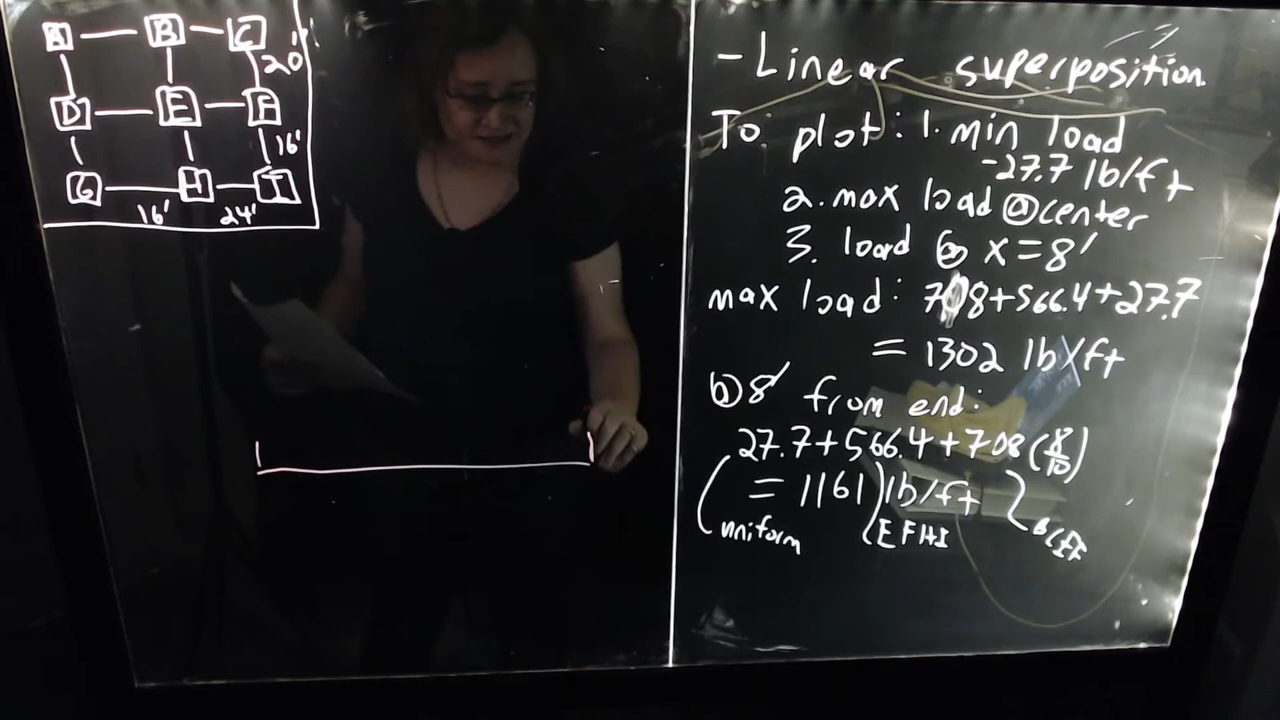 A B C
20'
D E F
16'
G H I
16' 24'
- Linear superposition
To: plot: 1. min load
-27.7 lb/ft
2. max load @ center
3. load @ x = 8'
max load: 708+566.4+27.7
= 1302 lb/ft
@ 8' from end:
27.7+566.4+708(8/10)
= 1161 lb/ft
uniform EFHI BCEF